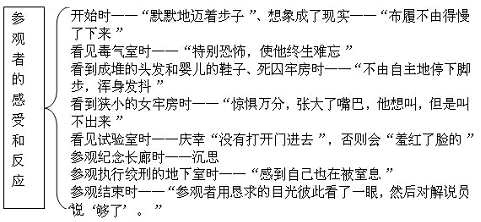 参观者的感受和反应
开始时——“默默地迈着步子”、想象成了现实——“布履不由得慢
了下来”
看见毒气室时——“特别恐怖，使他终生难忘”
看到成堆的头发和婴儿的鞋子、死囚牢房时——“不由自主地停下脚
步，浑身发抖”
看到狭小的女牢房时——“惊惧万分，张大了嘴巴，他想叫，但是叫
不出来”
看见试验室时——庆幸“没有打开门进去”，否则会“羞红了脸的”
参观纪念长廊时——沉思
参观执行绞刑的地下室时——“感到自己也在被窒息”
参观结束时——“参观者用恳求的目光彼此看了一眼，然后对解说员
说‘够了’。”